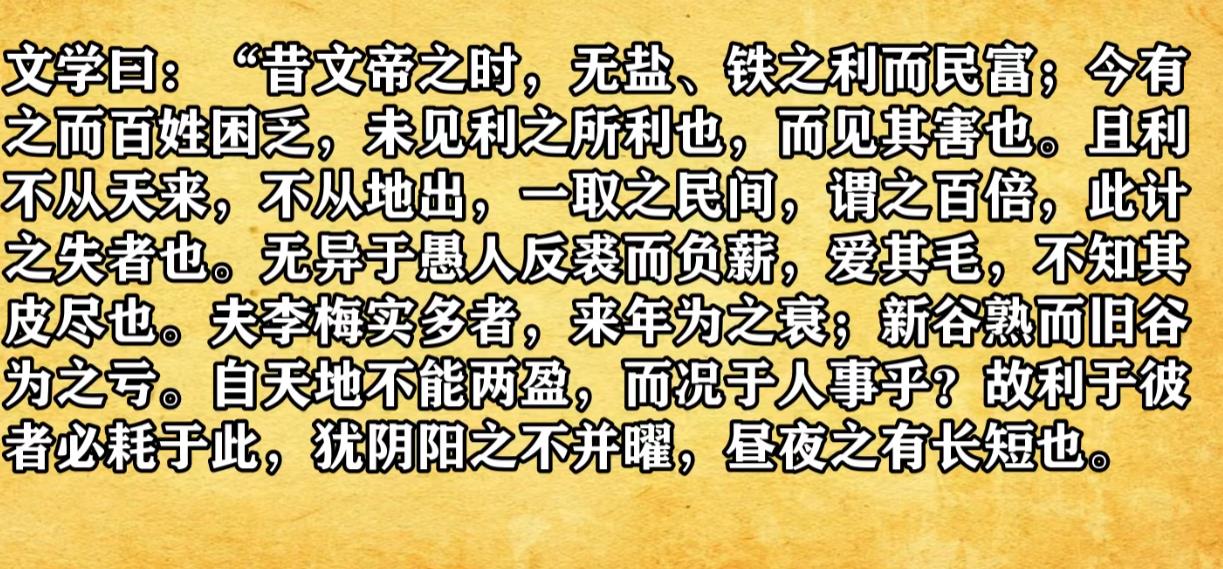 文学曰：“昔文帝之时，无盐、铁之利而民富；今有
之而百姓困乏，未见利之所利也，而见其害也。且利
不从天来，不从地出，一取之民间，谓之百倍，此计
之失者也。无异于愚人反裘而负薪，爱其毛，不知其
皮尽也。夫李梅实多者，来年为之衰；新谷熟而旧谷
为之亏。自天地不能两盈，而况于人事乎？故利于彼
者必耗于此，犹阴阳之不并曜，昼夜之有长短也。